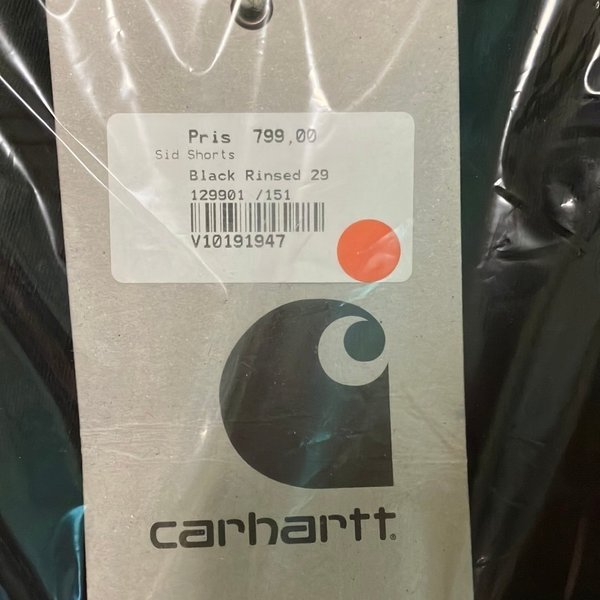 Pris 799,00
Sid Shorts
Black Rinsed 29
129901 /151
V10191947
carhartt®